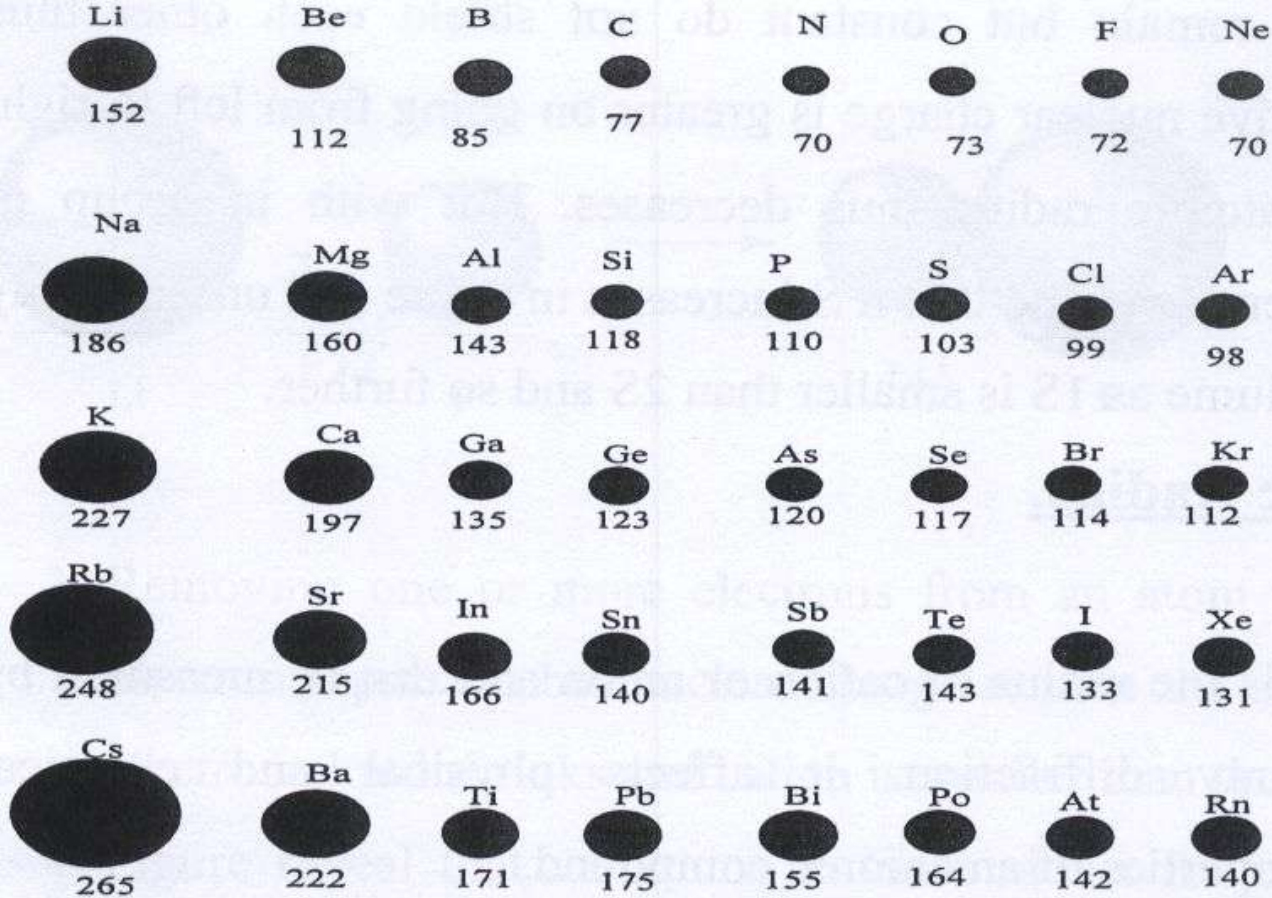 Li Be B C N O F Ne
152 112 85 77 70 73 72 70
Na Mg Al Si P S Cl Ar
186 160 143 118 110 103 99 98
K Ca Ga Ge As Se Br Kr
227 197 135 123 120 117 114 112
Rb Sr In Sn Sb Te I Xe
248 215 166 140 141 143 133 131
Cs Ba Ti Pb Bi Po At Rn
265 222 171 175 155 164 142 140